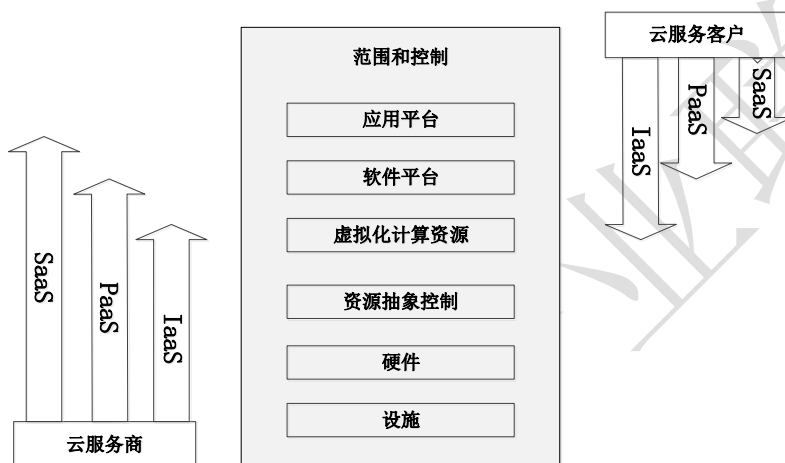 范围和控制
应用平台
软件平台
虚拟化计算资源
资源抽象控制
硬件
设施
SaaS
PaaS
IaaS
云服务商
云服务客户
IaaS
PaaS
SaaS
业